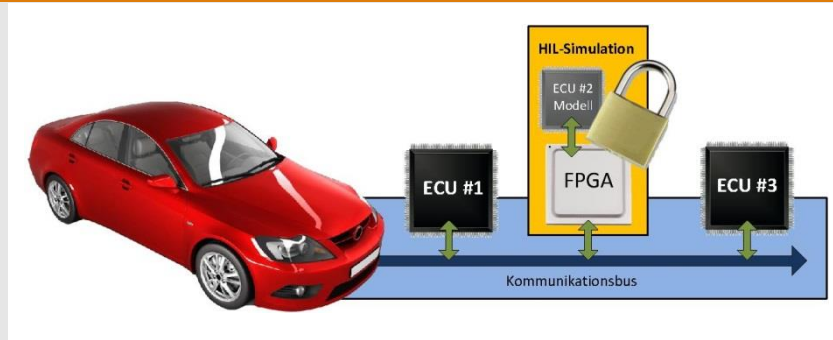 HIL-Simulation
ECU #2
Modell
ECU #1
FPGA
ECU #3
Kommunikationsbus